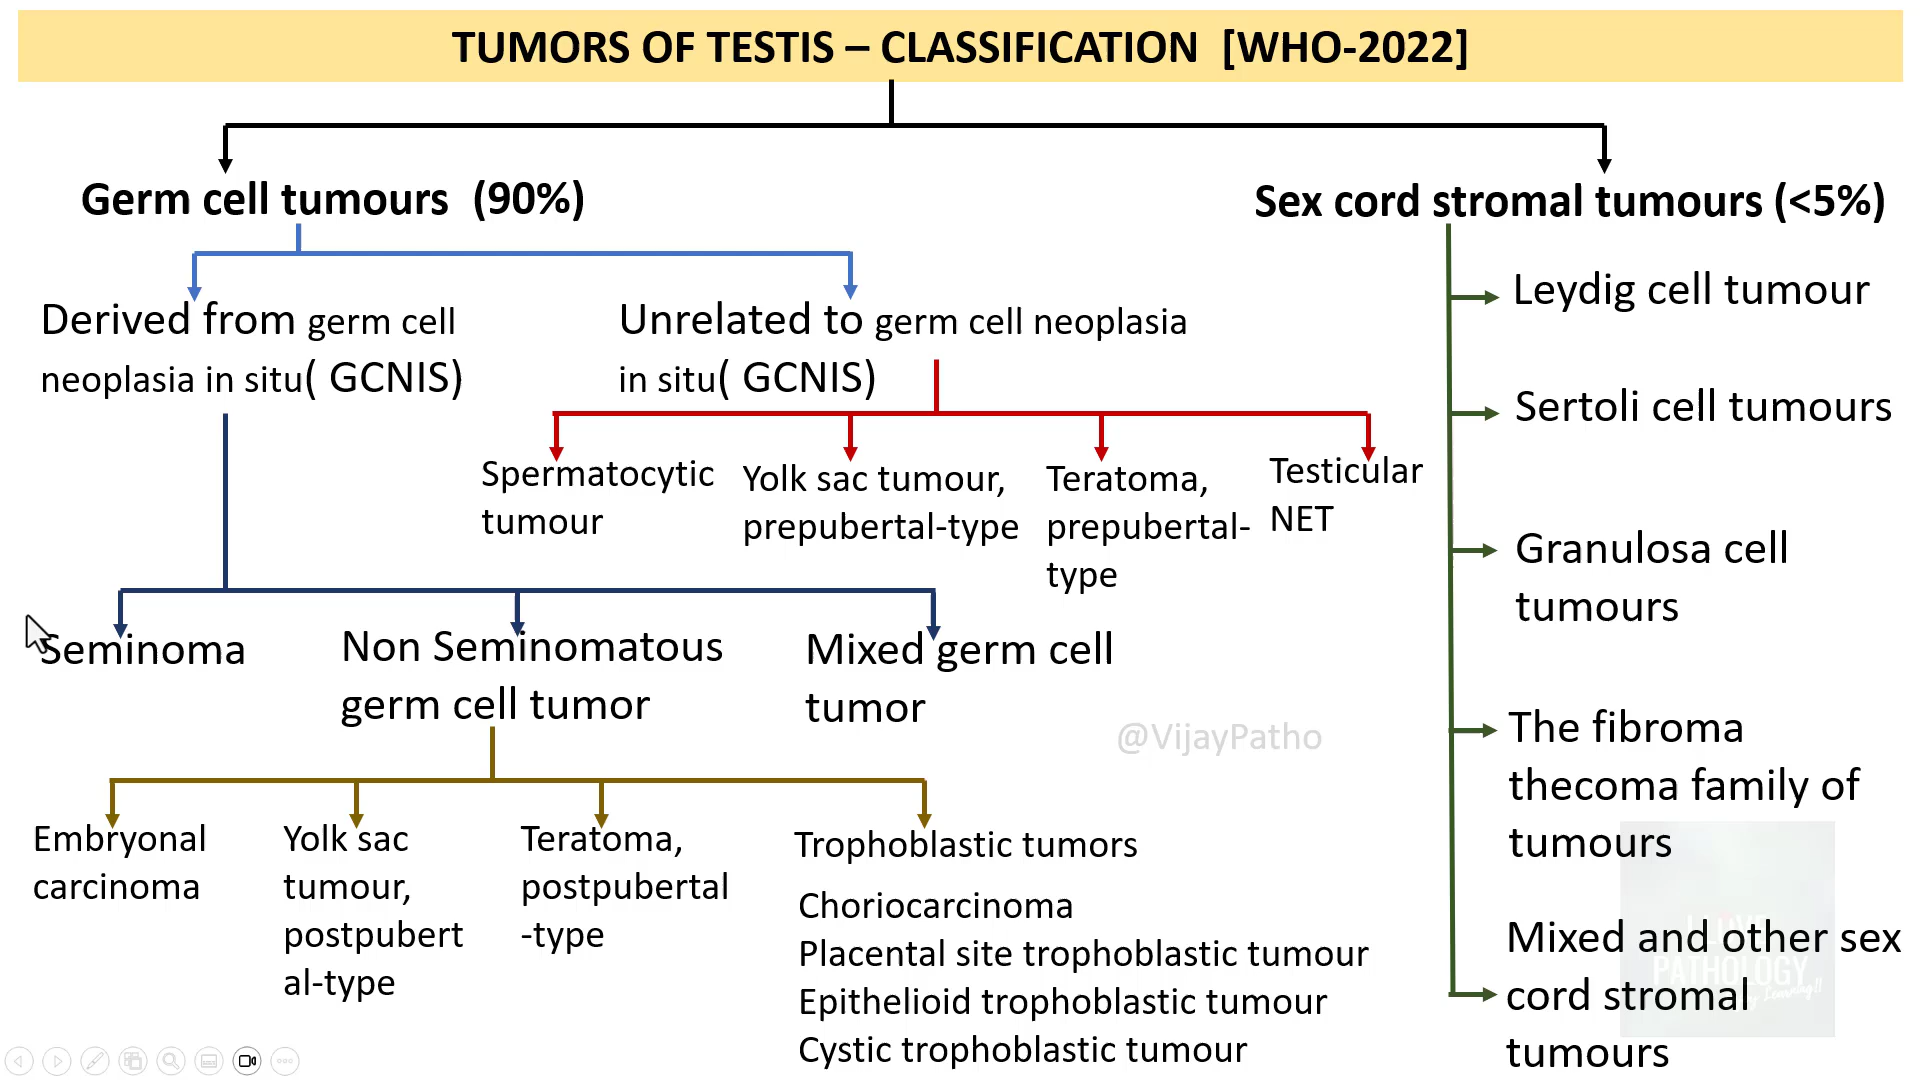 TUMORS OF TESTIS – CLASSIFICATION [WHO-2022]
Germ cell tumours (90%)
Sex cord stromal tumours (<5%)
Derived from germ cell
neoplasia in situ( GCNIS)
Unrelated to germ cell neoplasia
in situ( GCNIS)
Spermatocytic
tumour
Yolk sac tumour,
prepubertal-type
Teratoma,
prepubertal-
type
Testicular
NET
Seminoma
Non Seminomatous
germ cell tumor
Mixed germ cell
tumor
Embryonal
carcinoma
Yolk sac
tumour,
postpubert
al-type
Teratoma,
postpubertal
-type
Trophoblastic tumors
Choriocarcinoma
Placental site trophoblastic tumour
Epithelioid trophoblastic tumour
Cystic trophoblastic tumour
Leydig cell tumour
Sertoli cell tumours
Granulosa cell
tumours
The fibroma
thecoma family of
tumours
Mixed and other sex
cord stromal
tumours
@VijayPatho
PATHOLOGY
Learning!!